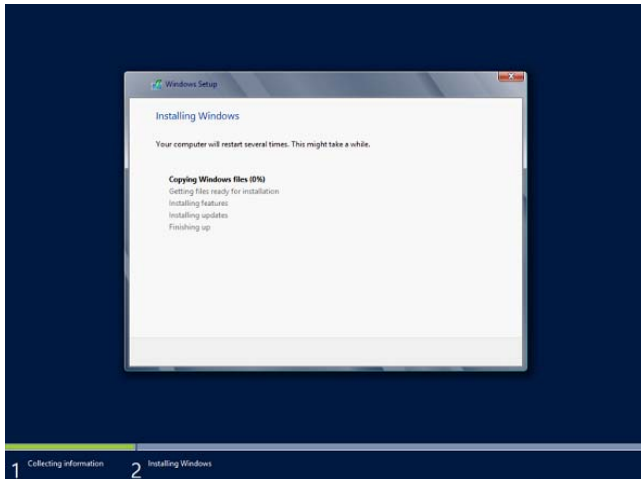 Windows Setup
Installing Windows
Your computer will restart several times. This might take a while.
Copying Windows files (0%)
Getting files ready for installation
Installing features
Installing updates
Finishing up
1 Collecting information
2 Installing Windows